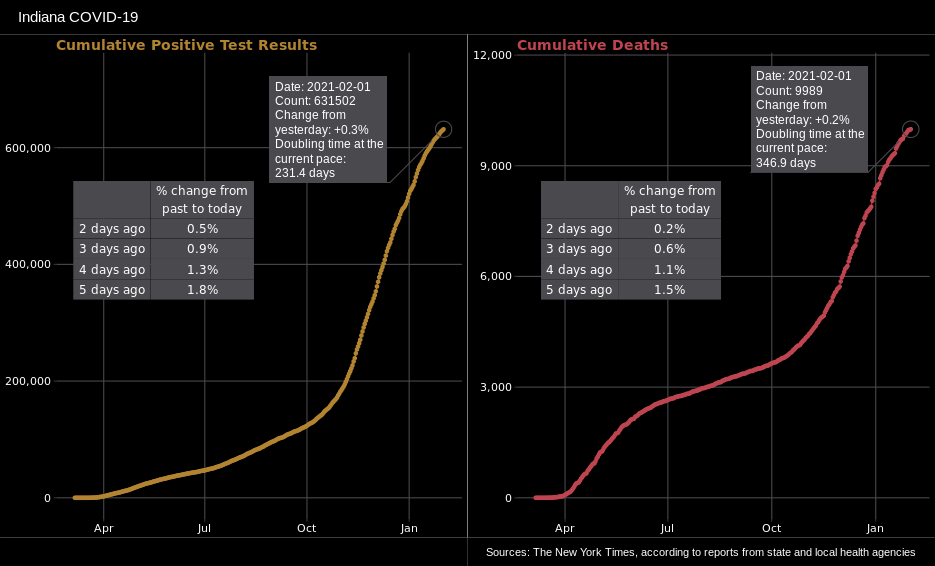 Indiana COVID-19
Cumulative Positive Test Results
Date: 2021-02-01
Count: 631502
Change from
yesterday: +0.3%
Doubling time at the
current pace:
231.4 days
% change from
past to today
2 days ago 0.5%
3 days ago 0.9%
4 days ago 1.3%
5 days ago 1.8%
600,000
400,000
200,000
0
Apr Jul Oct Jan
Cumulative Deaths
Date: 2021-02-01
Count: 9989
Change from
yesterday: +0.2%
Doubling time at the
current pace:
346.9 days
% change from
past to today
2 days ago 0.2%
3 days ago 0.6%
4 days ago 1.1%
5 days ago 1.5%
12,000
9,000
6,000
3,000
0
Apr Jul Oct Jan
Sources: The New York Times, according to reports from state and local health agencies